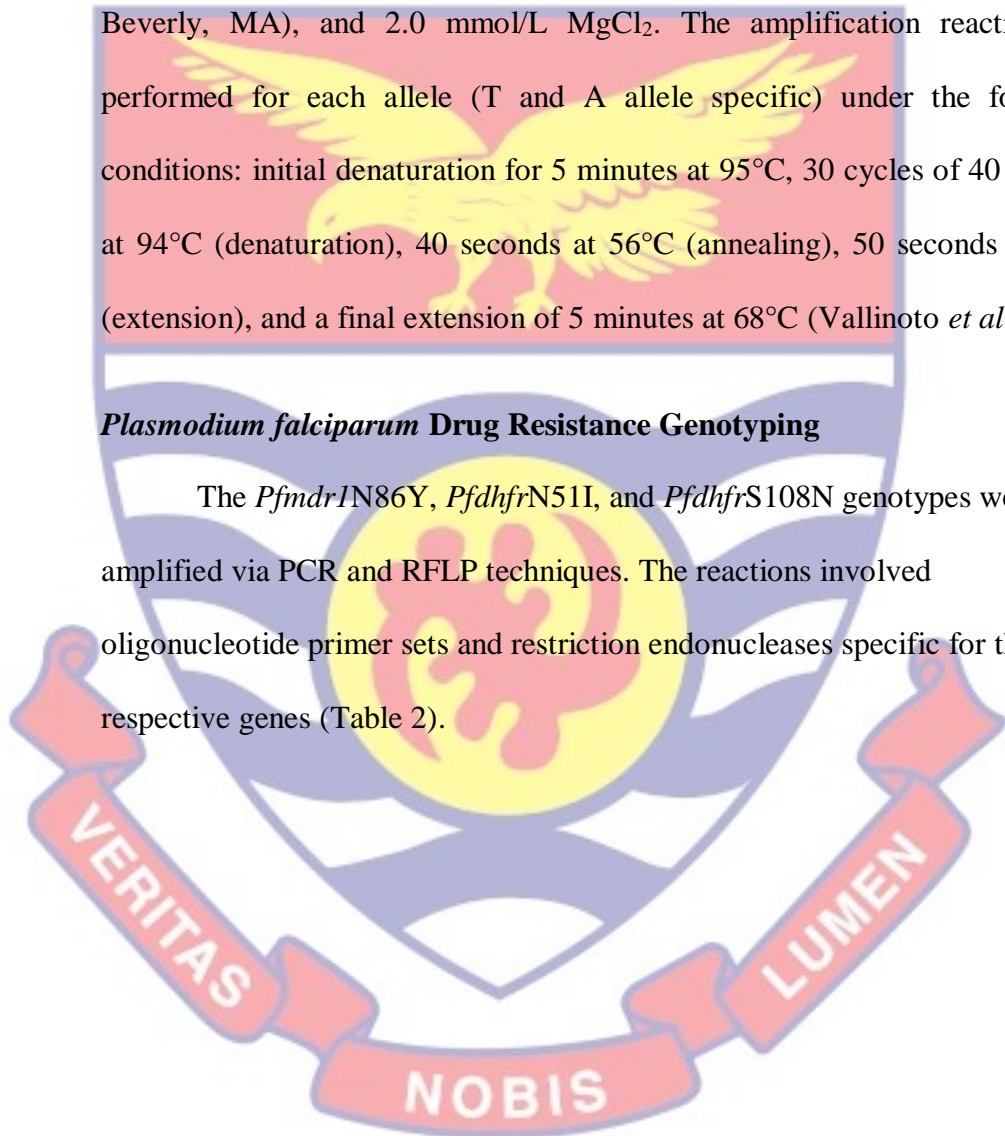 Beverly, MA), and 2.0 mmol/L MgCl₂. The amplification reacti
performed for each allele (T and A allele specific) under the fo
conditions: initial denaturation for 5 minutes at 95°C, 30 cycles of 40
at 94°C (denaturation), 40 seconds at 56°C (annealing), 50 seconds
(extension), and a final extension of 5 minutes at 68°C (Vallinoto et al
Plasmodium falciparum Drug Resistance Genotyping
The Pfmdr1N86Y, Pfdhfr​N51I, and PfdhfrS108N genotypes w
amplified via PCR and RFLP techniques. The reactions involved
oligonucleotide primer sets and restriction endonucleases specific for t
respective genes (Table 2).
VERITAS
NOBIS
LUMEN